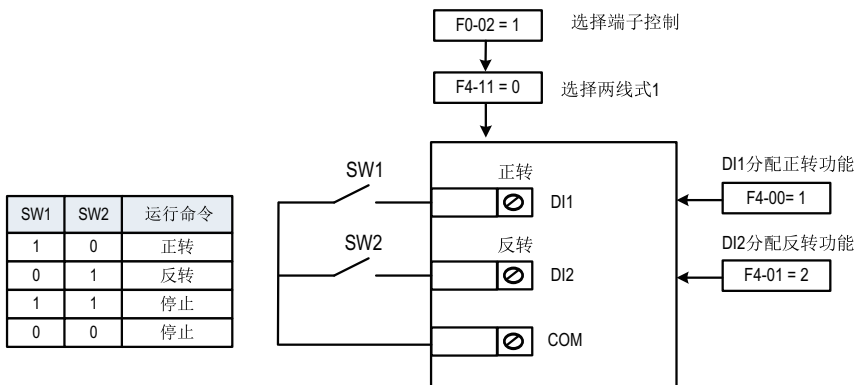 F0-02 = 1 选择端子控制
F4-11 = 0 选择两线式1
SW1 SW2 运行命令
1 0 正转
0 1 反转
1 1 停止
0 0 停止
SW1
正转
DI1
SW2
反转
DI2
COM
DI1分配正转功能
F4-00= 1
DI2分配反转功能
F4-01 = 2